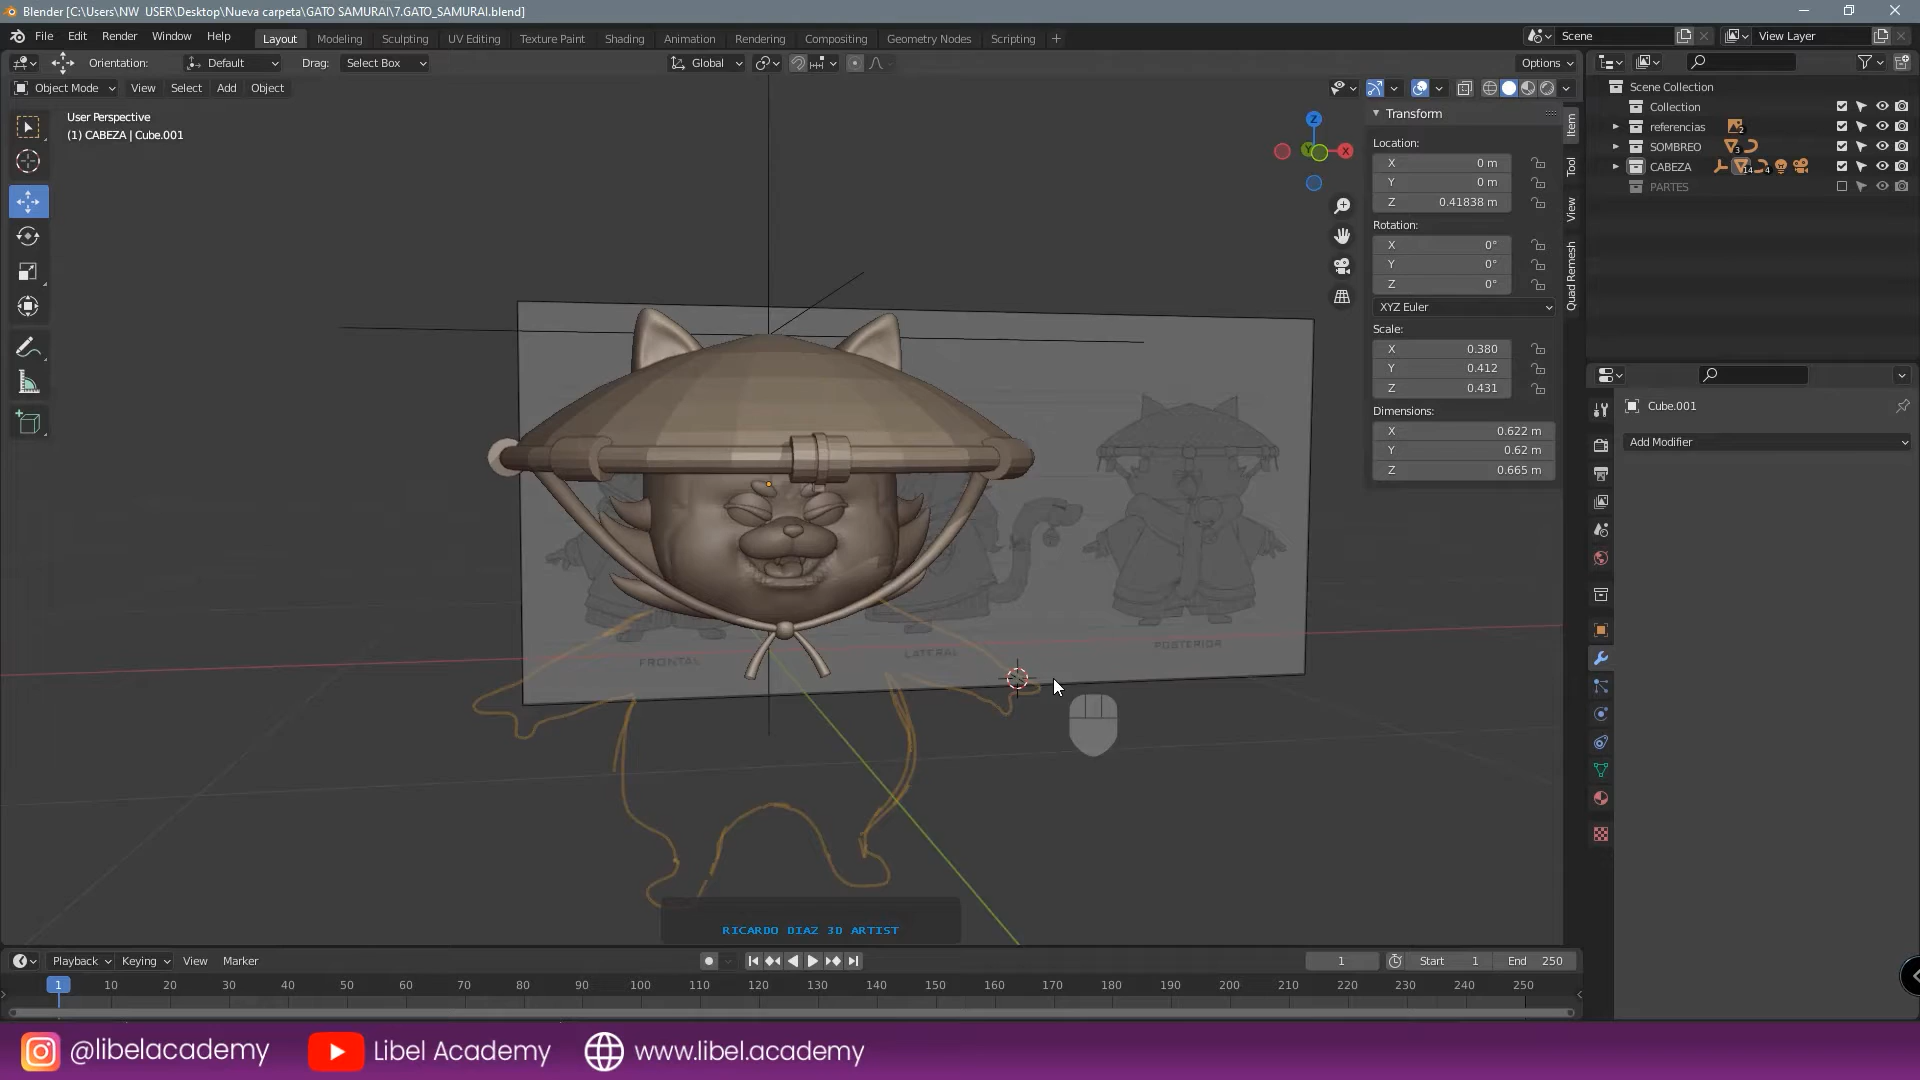 Blender [C:\Users\NW_USER\Desktop\Nueva carpeta\GATO SAMURAI\7.GATO_SAMURAI.blend]
File Edit Render Window Help
Layout Modeling Sculpting UV Editing Texture Paint Shading Animation Rendering Compositing Geometry Nodes Scripting +
Scene
View Layer
Orientation: Default Drag: Select Box
Global
Options
Object Mode View Select Add Object
User Perspective
(1) CABEZA | Cube.001
Z
X
Y
Transform
Location:
X 0 m
Y 0 m
Z 0.41838 m
Rotation:
X 0°
Y 0°
Z 0°
XYZ Euler
Scale:
X 0.380
Y 0.412
Z 0.431
Dimensions:
X 0.622 m
Y 0.62 m
Z 0.665 m
Item
Tool
View
Quad Remesh
Scene Collection
Collection
referencias 2
SOMBREO 3
CABEZA 14 4
PARTES
Cube.001
Add Modifier
FRONTAL
LATERAL
POSTERIOR
RICARDO DIAZ 3D ARTIST
Playback Keying View Marker
1
Start 1 End 250
1 10 20 30 40 50 60 70 80 90 100 110 120 130 140 150 160 170 180 190 200 210 220 230 240 250
@libelacademy
Libel Academy
www.libel.academy